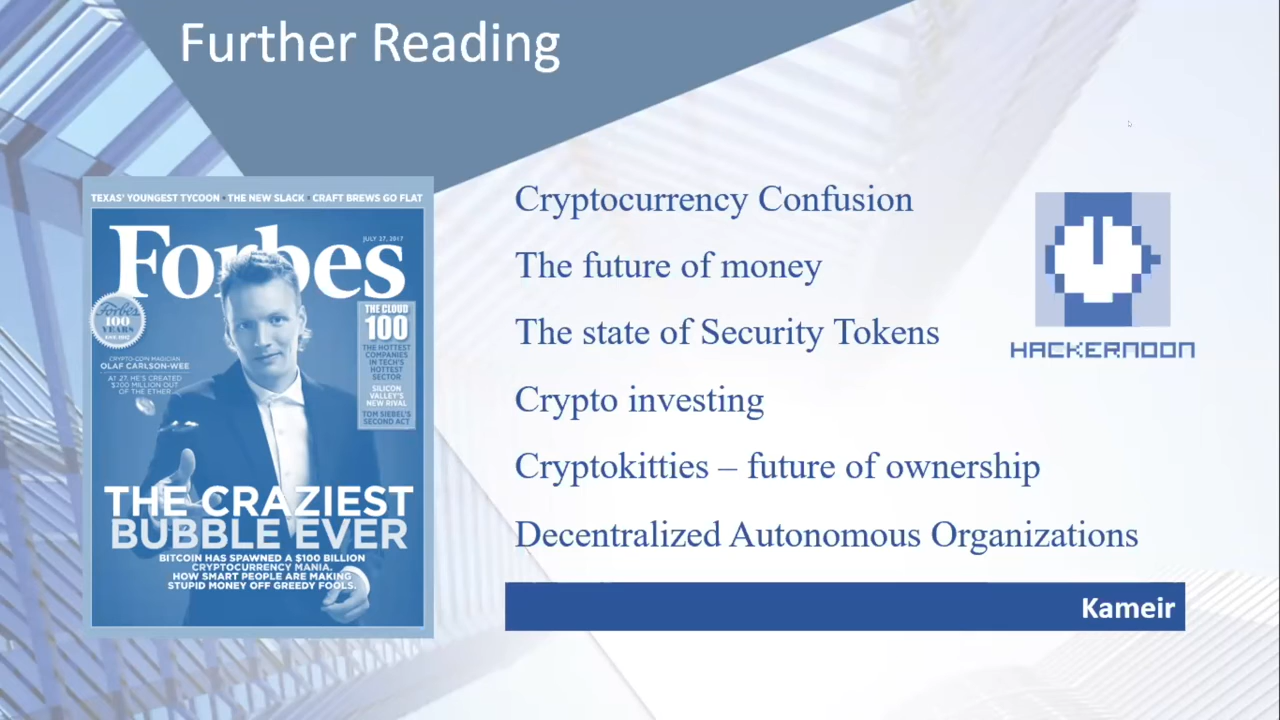 Further Reading
TEXAS' YOUNGEST TYCOON • THE NEW SLACK • CRAFT BREWS GO FLAT
Forbes
JULY 27, 2017
Forbes
100
YEARS
EST. 1917
THE CLOUD
100
THE HOTTEST
COMPANIES
IN TECH'S
HOTTEST
SECTOR
SILICON
VALLEY'S
NEW RIVAL
TOM SIEBEL'S
SECOND ACT
CRYPTO-COIN MAGICIAN
OLAF CARLSON-WEE
AT 27, HE'S CREATED
$200 MILLION OUT
OF THE ETHER.
THE CRAZIEST
BUBBLE EVER
BITCOIN HAS SPAWNED A $100 BILLION
CRYPTOCURRENCY MANIA.
HOW SMART PEOPLE ARE MAKING
STUPID MONEY OFF GREEDY FOOLS.
Cryptocurrency Confusion
The future of money
The state of Security Tokens
Crypto investing
Cryptokitties – future of ownership
Decentralized Autonomous Organizations
HACKERNOON
Kameir